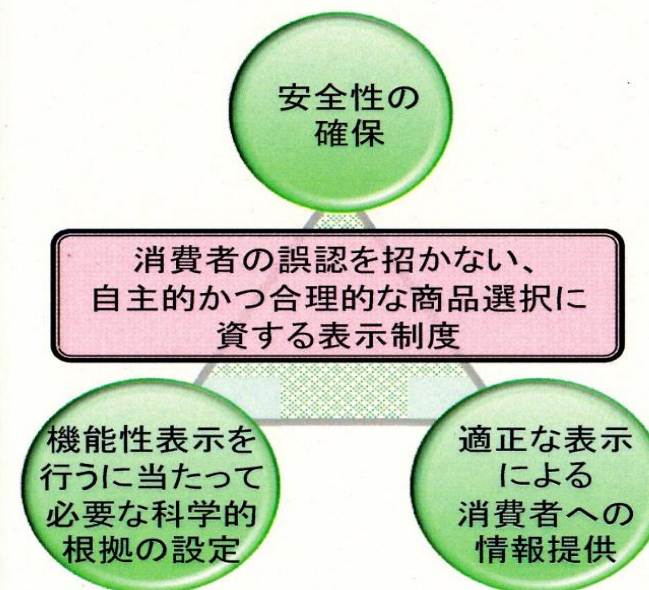 安全性の
確保
消費者の誤認を招かない、
自主的かつ合理的な商品選択に
資する表示制度
機能性表示を
行うに当たって
必要な科学的
根拠の設定
適正な表示
による
消費者への
情報提供